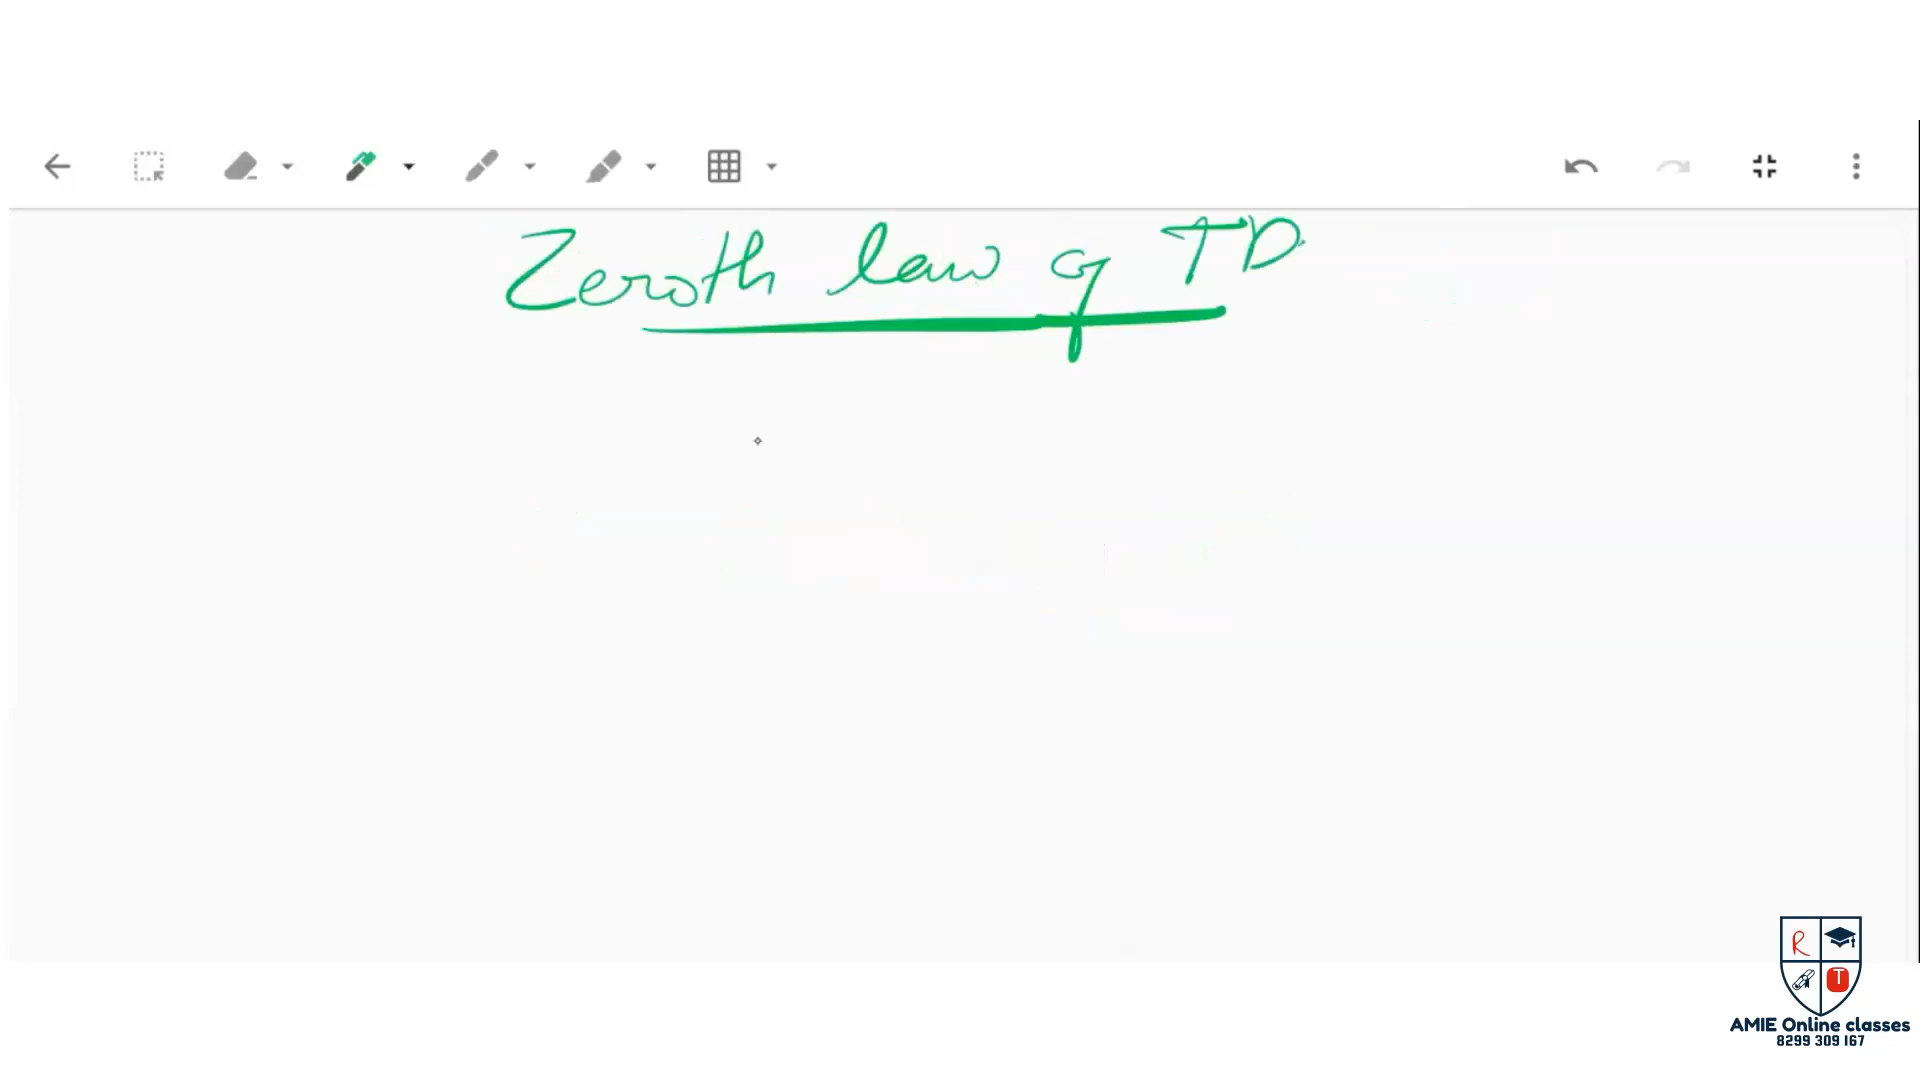 Zeroth law of TD
R
T
AMIE Online classes
8299 309 167